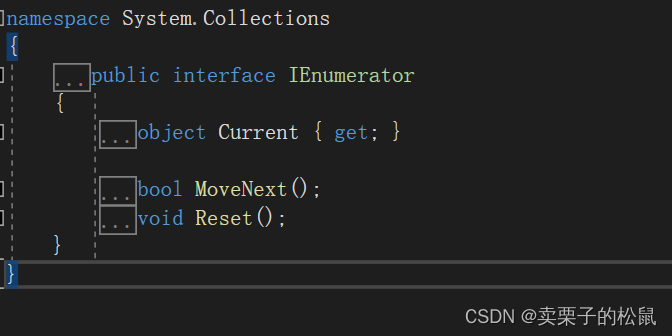 namespace System.Collections
{
...public interface IEnumerator
{
...object Current { get; }
...bool MoveNext();
...void Reset();
}
}
CSDN @卖栗子的松鼠